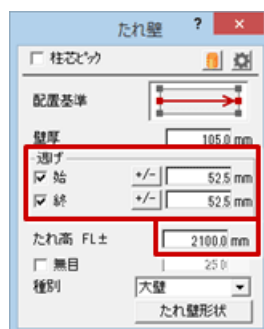 たれ壁 ? ×
柱芯ピック
配置基準
壁厚 105.0 mm
逃げ
始 +/- 52.5 mm
終 +/- 52.5 mm
たれ高 FL± 2100.0 mm
無目 25.0
種別 大壁
たれ壁形状